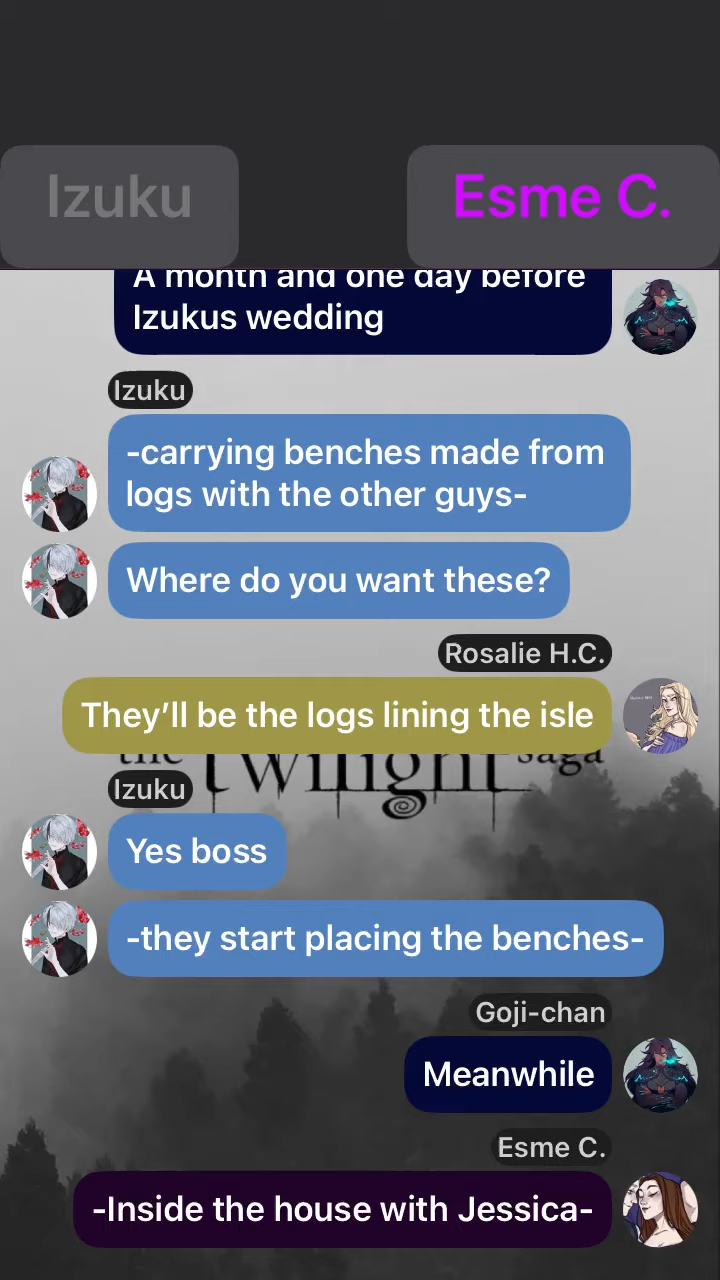 Izuku
Esme C.
A month and one day before
Izukus wedding
Izuku
-carrying benches made from
logs with the other guys-
Where do you want these?
Rosalie H.C.
They’ll be the logs lining the isle
the twilight saga
Izuku
Yes boss
-they start placing the benches-
Goji-chan
Meanwhile
Esme C.
-Inside the house with Jessica-